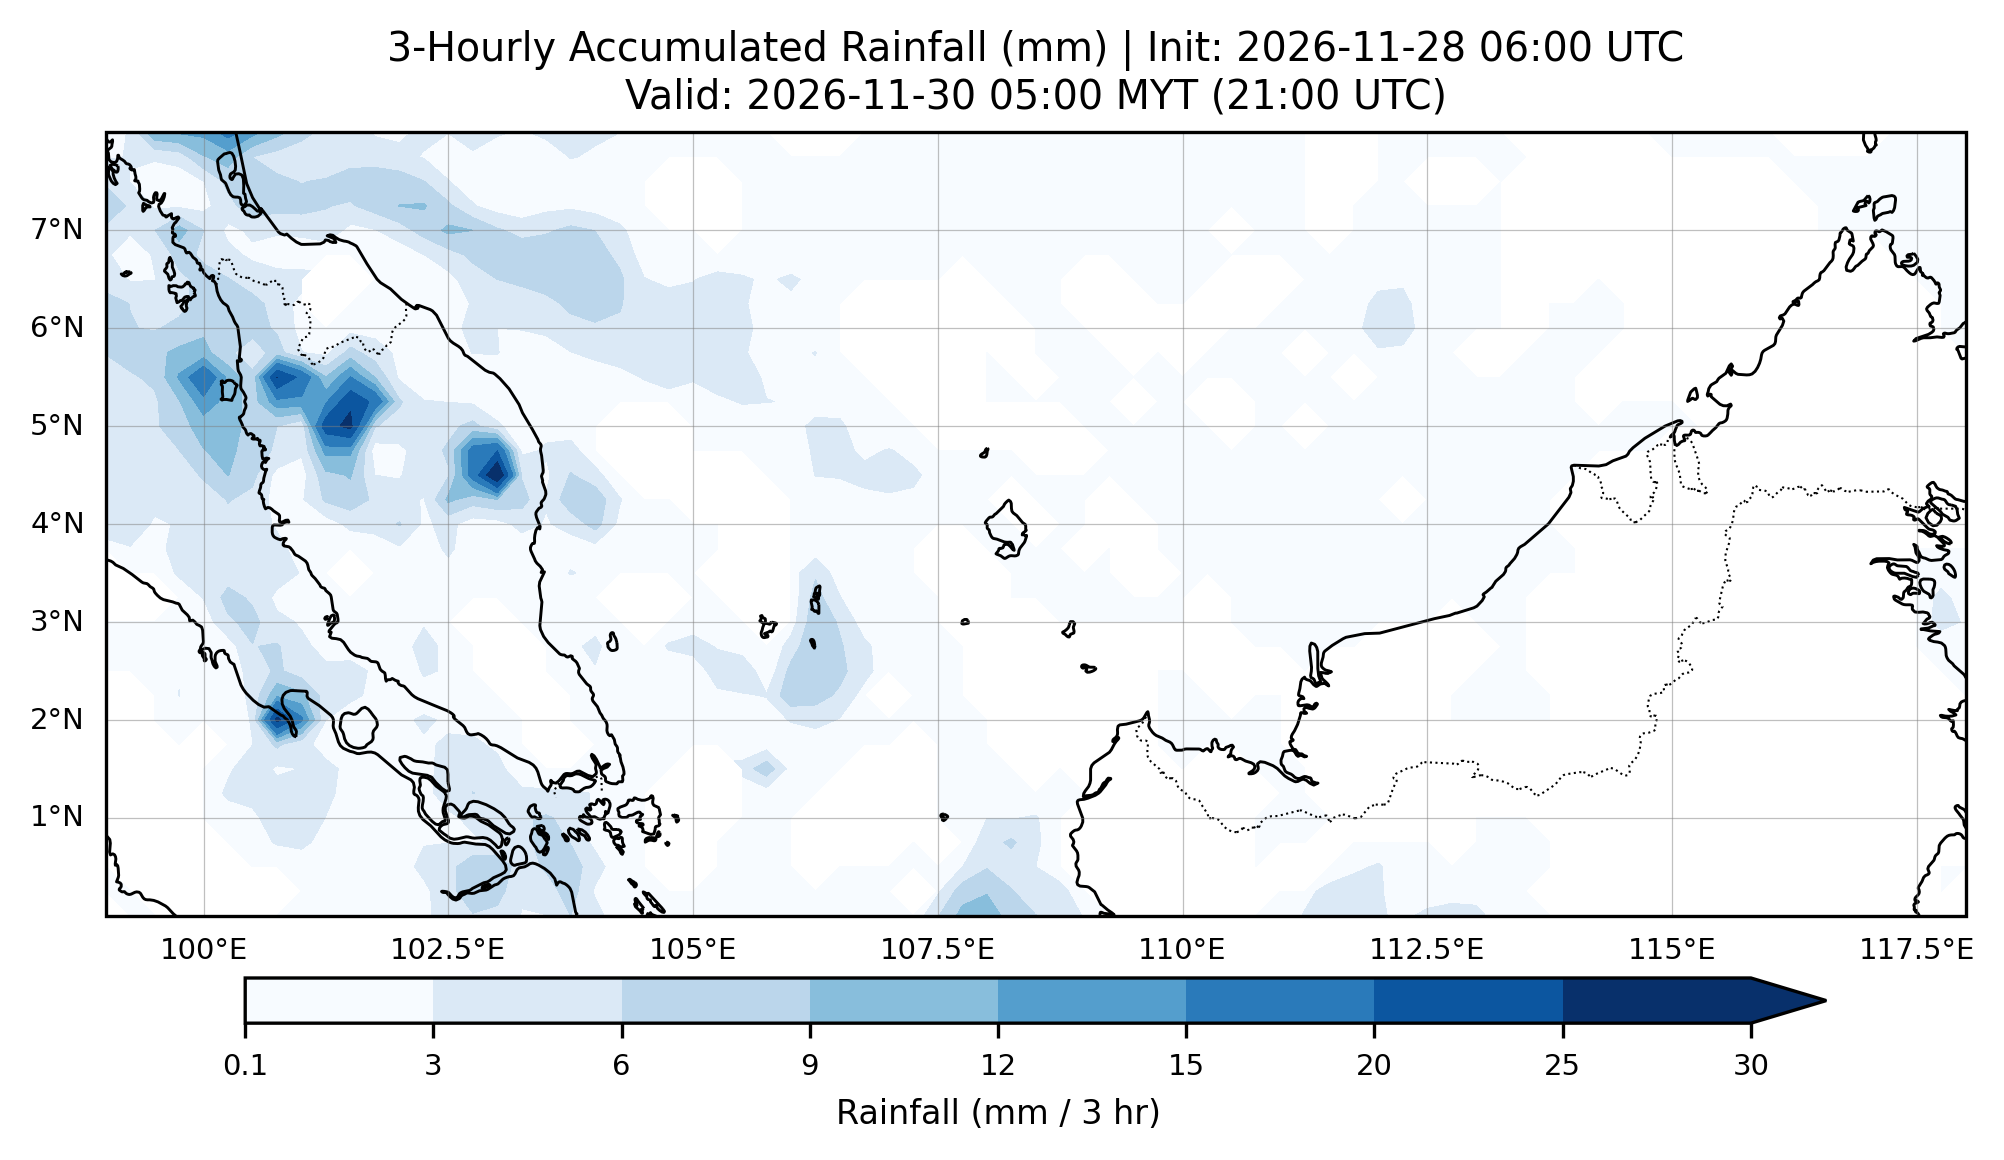 3-Hourly Accumulated Rainfall (mm) | Init: 2026-11-28 06:00 UTC
Valid: 2026-11-30 05:00 MYT (21:00 UTC)
7°N
6°N
5°N
4°N
3°N
2°N
1°N
100°E 102.5°E 105°E 107.5°E 110°E 112.5°E 115°E 117.5°E
0.1 3 6 9 12 15 20 25 30
Rainfall (mm / 3 hr)